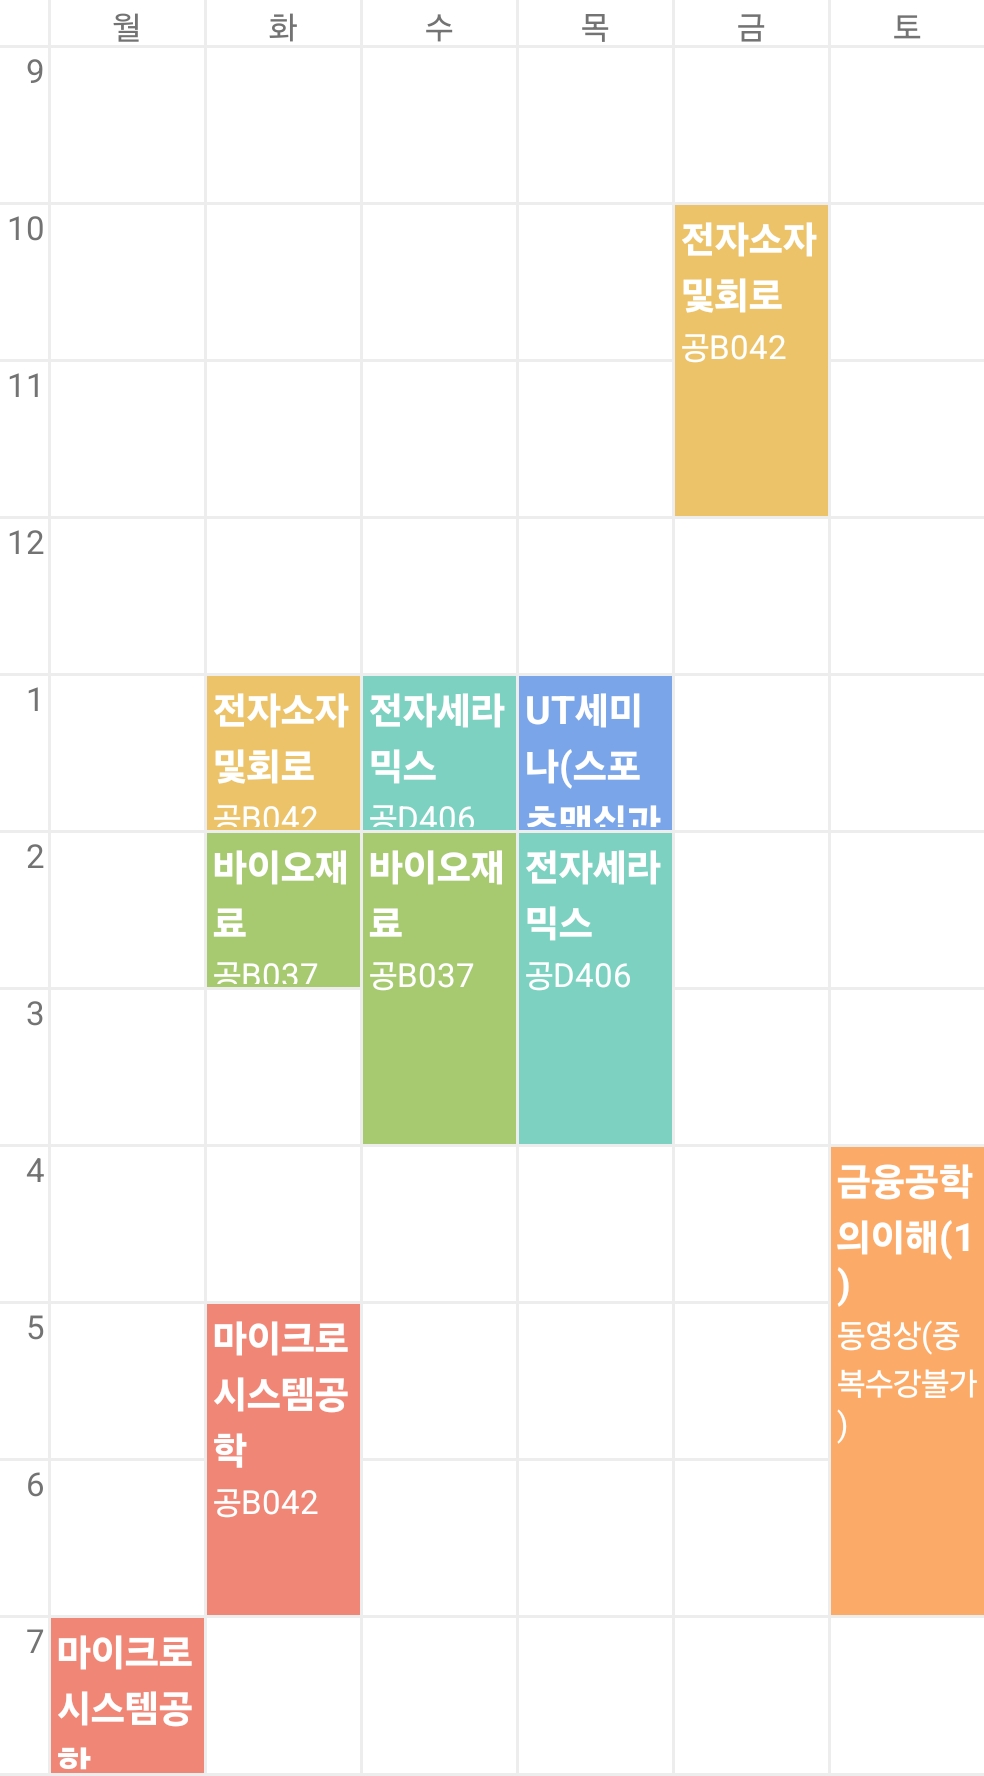 월 화 수 목 금 토
9
10
전자소자
및회로
공B042
11
12
1
전자소자
및회로
공B042
전자세라
믹스
공D406
UT세미
나(스포
2
바이오재
료
공B037
바이오재
료
공B037
전자세라
믹스
공D406
3
4
금융공학
의이해(1
)
동영상(중
복수강불가
)
5
마이크로
시스템공
학
공B042
6
7
마이크로
시스템공
학